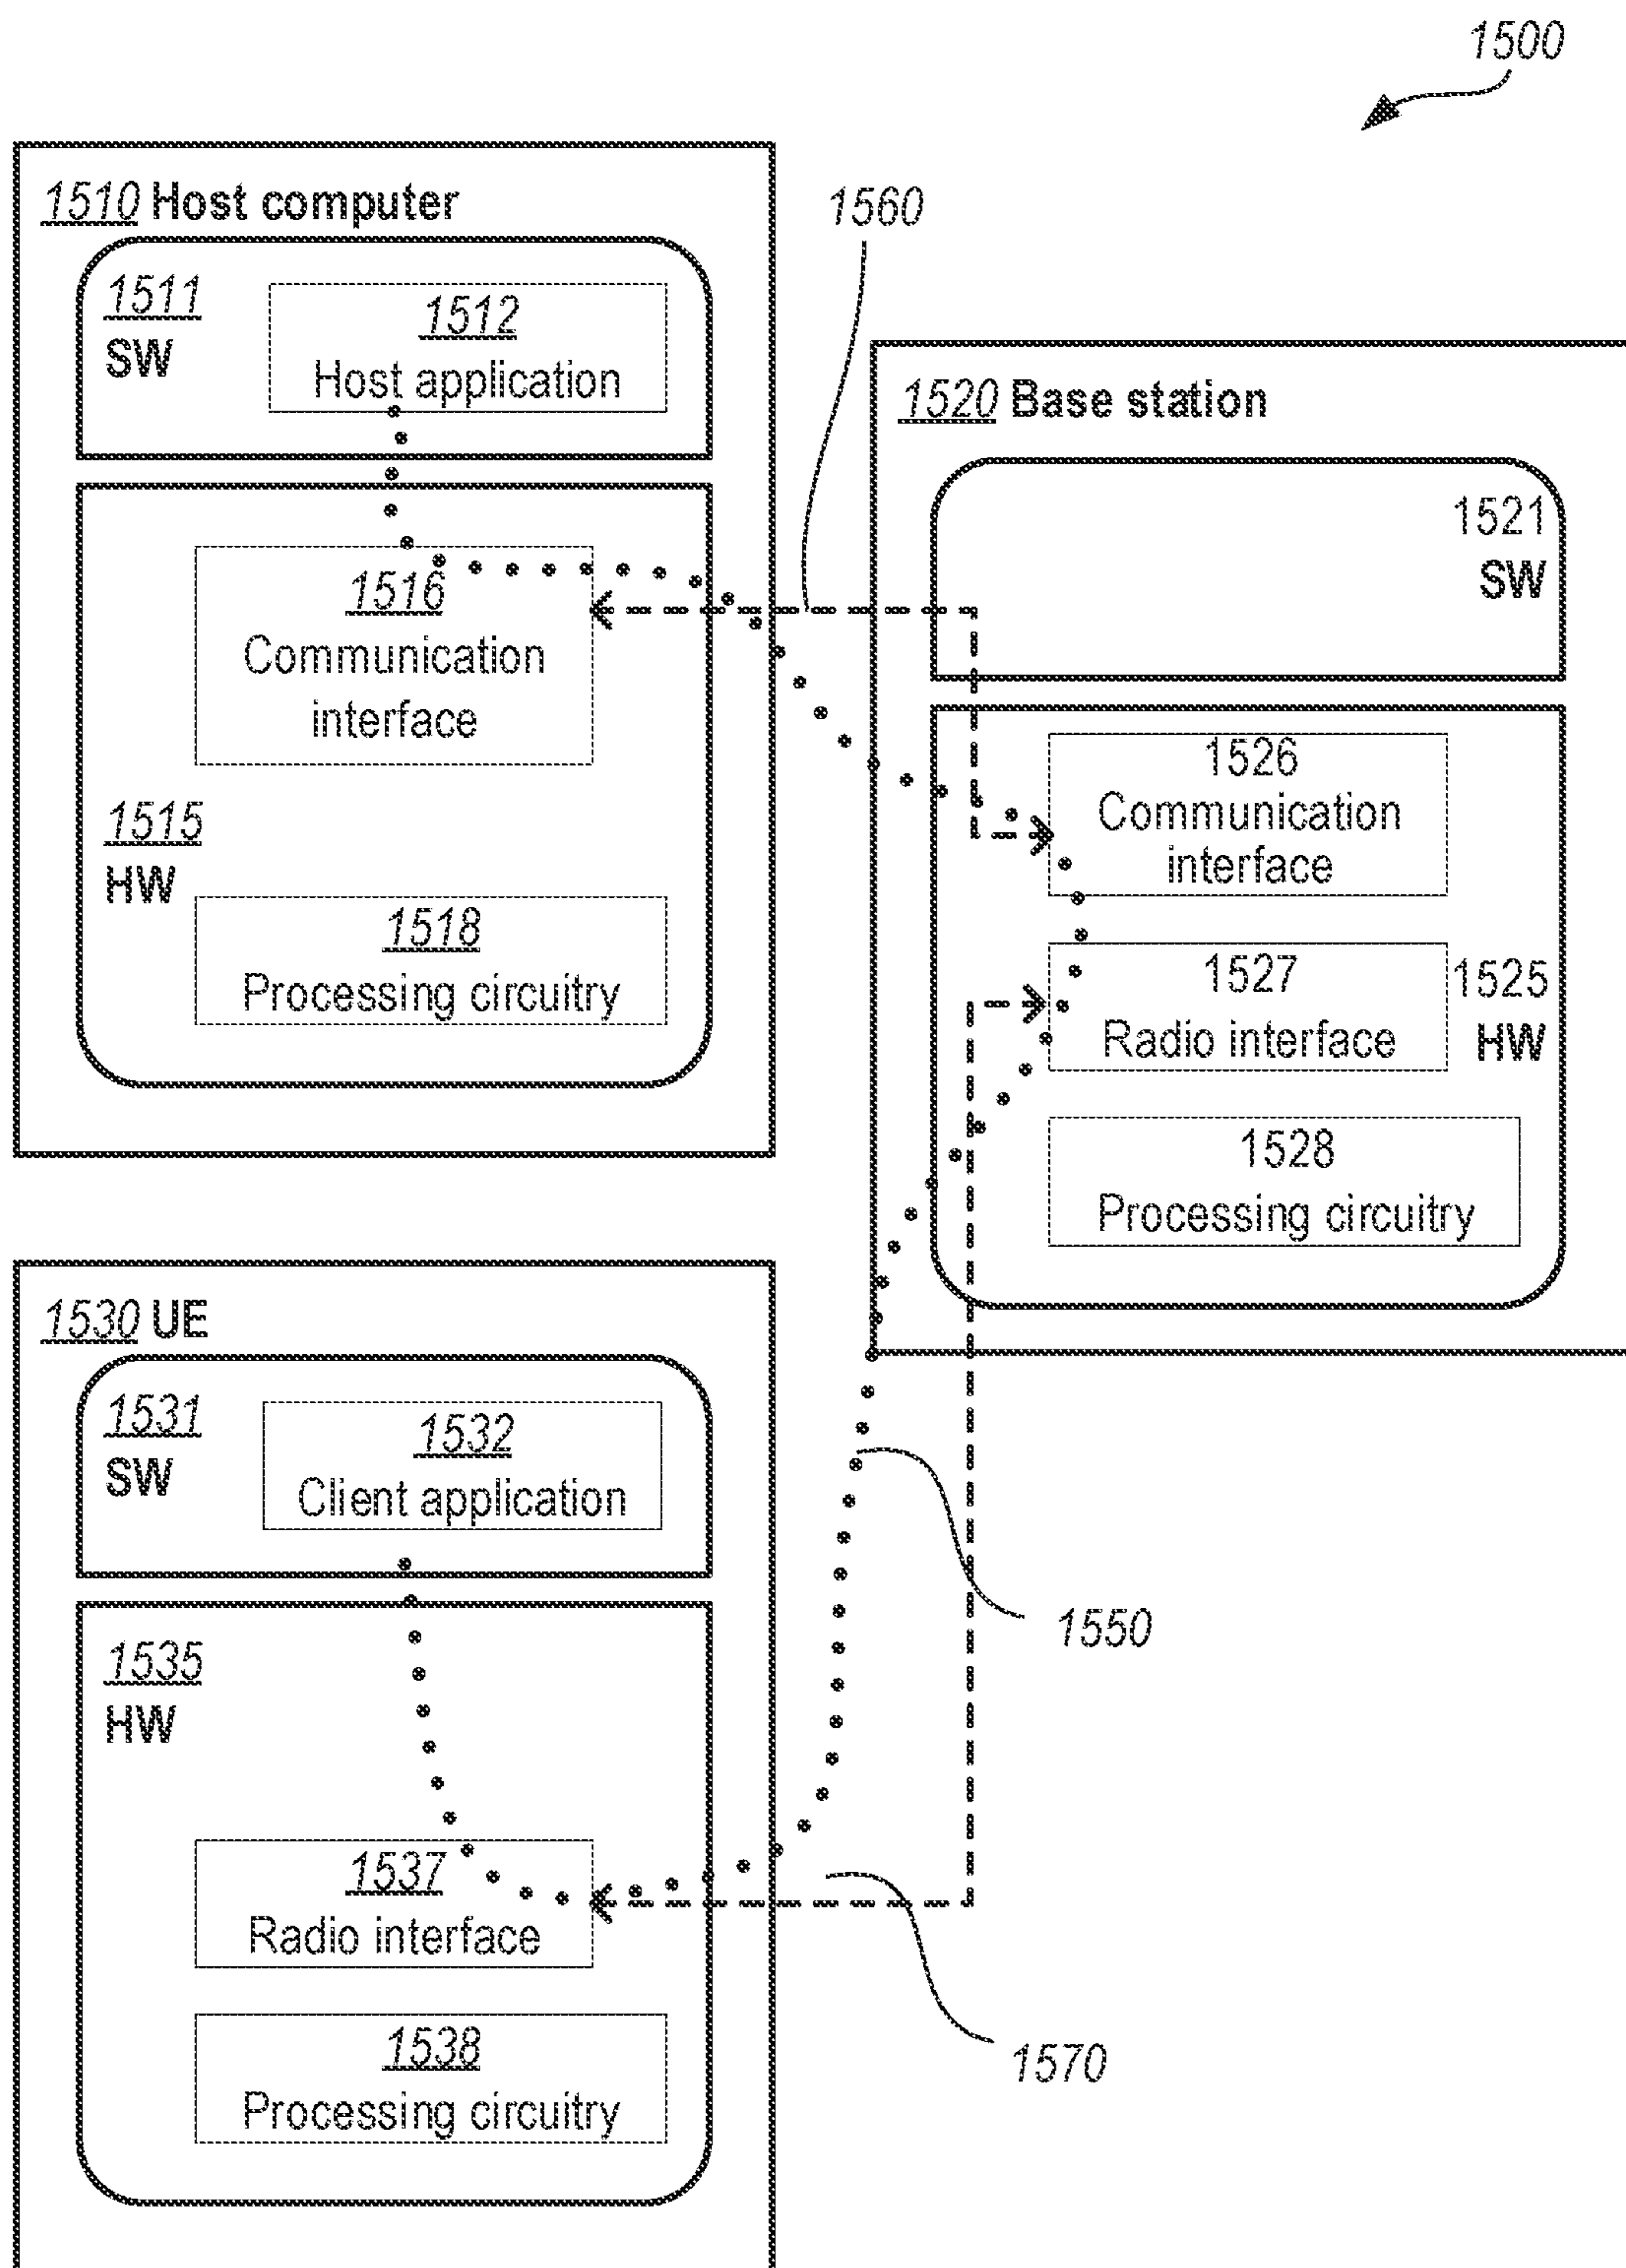 1500
1510 Host computer
1511
SW
1512
Host application
1516
Communication
interface
1515
HW
1518
Processing circuitry
1560
1520 Base station
1521
SW
1526
Communication
interface
1527
Radio interface
1525
HW
1528
Processing circuitry
1530 UE
1531
SW
1532
Client application
1535
HW
1537
Radio interface
1538
Processing circuitry
1550
1570